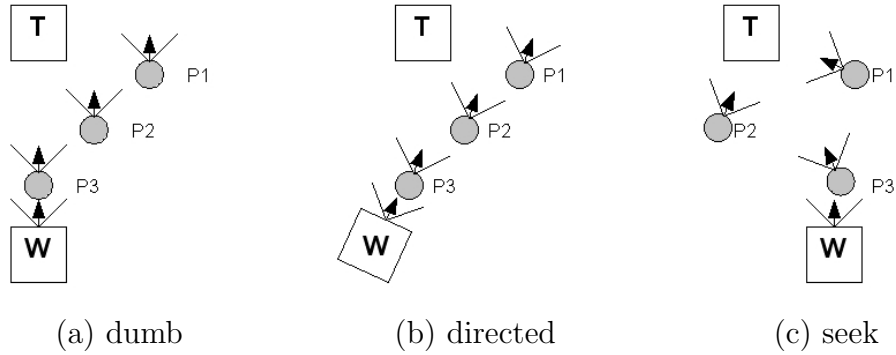 T
P1
P2
P3
W
(a) dumb
T
P1
P2
P3
W
(b) directed
T
P1
P2
P3
W
(c) seek